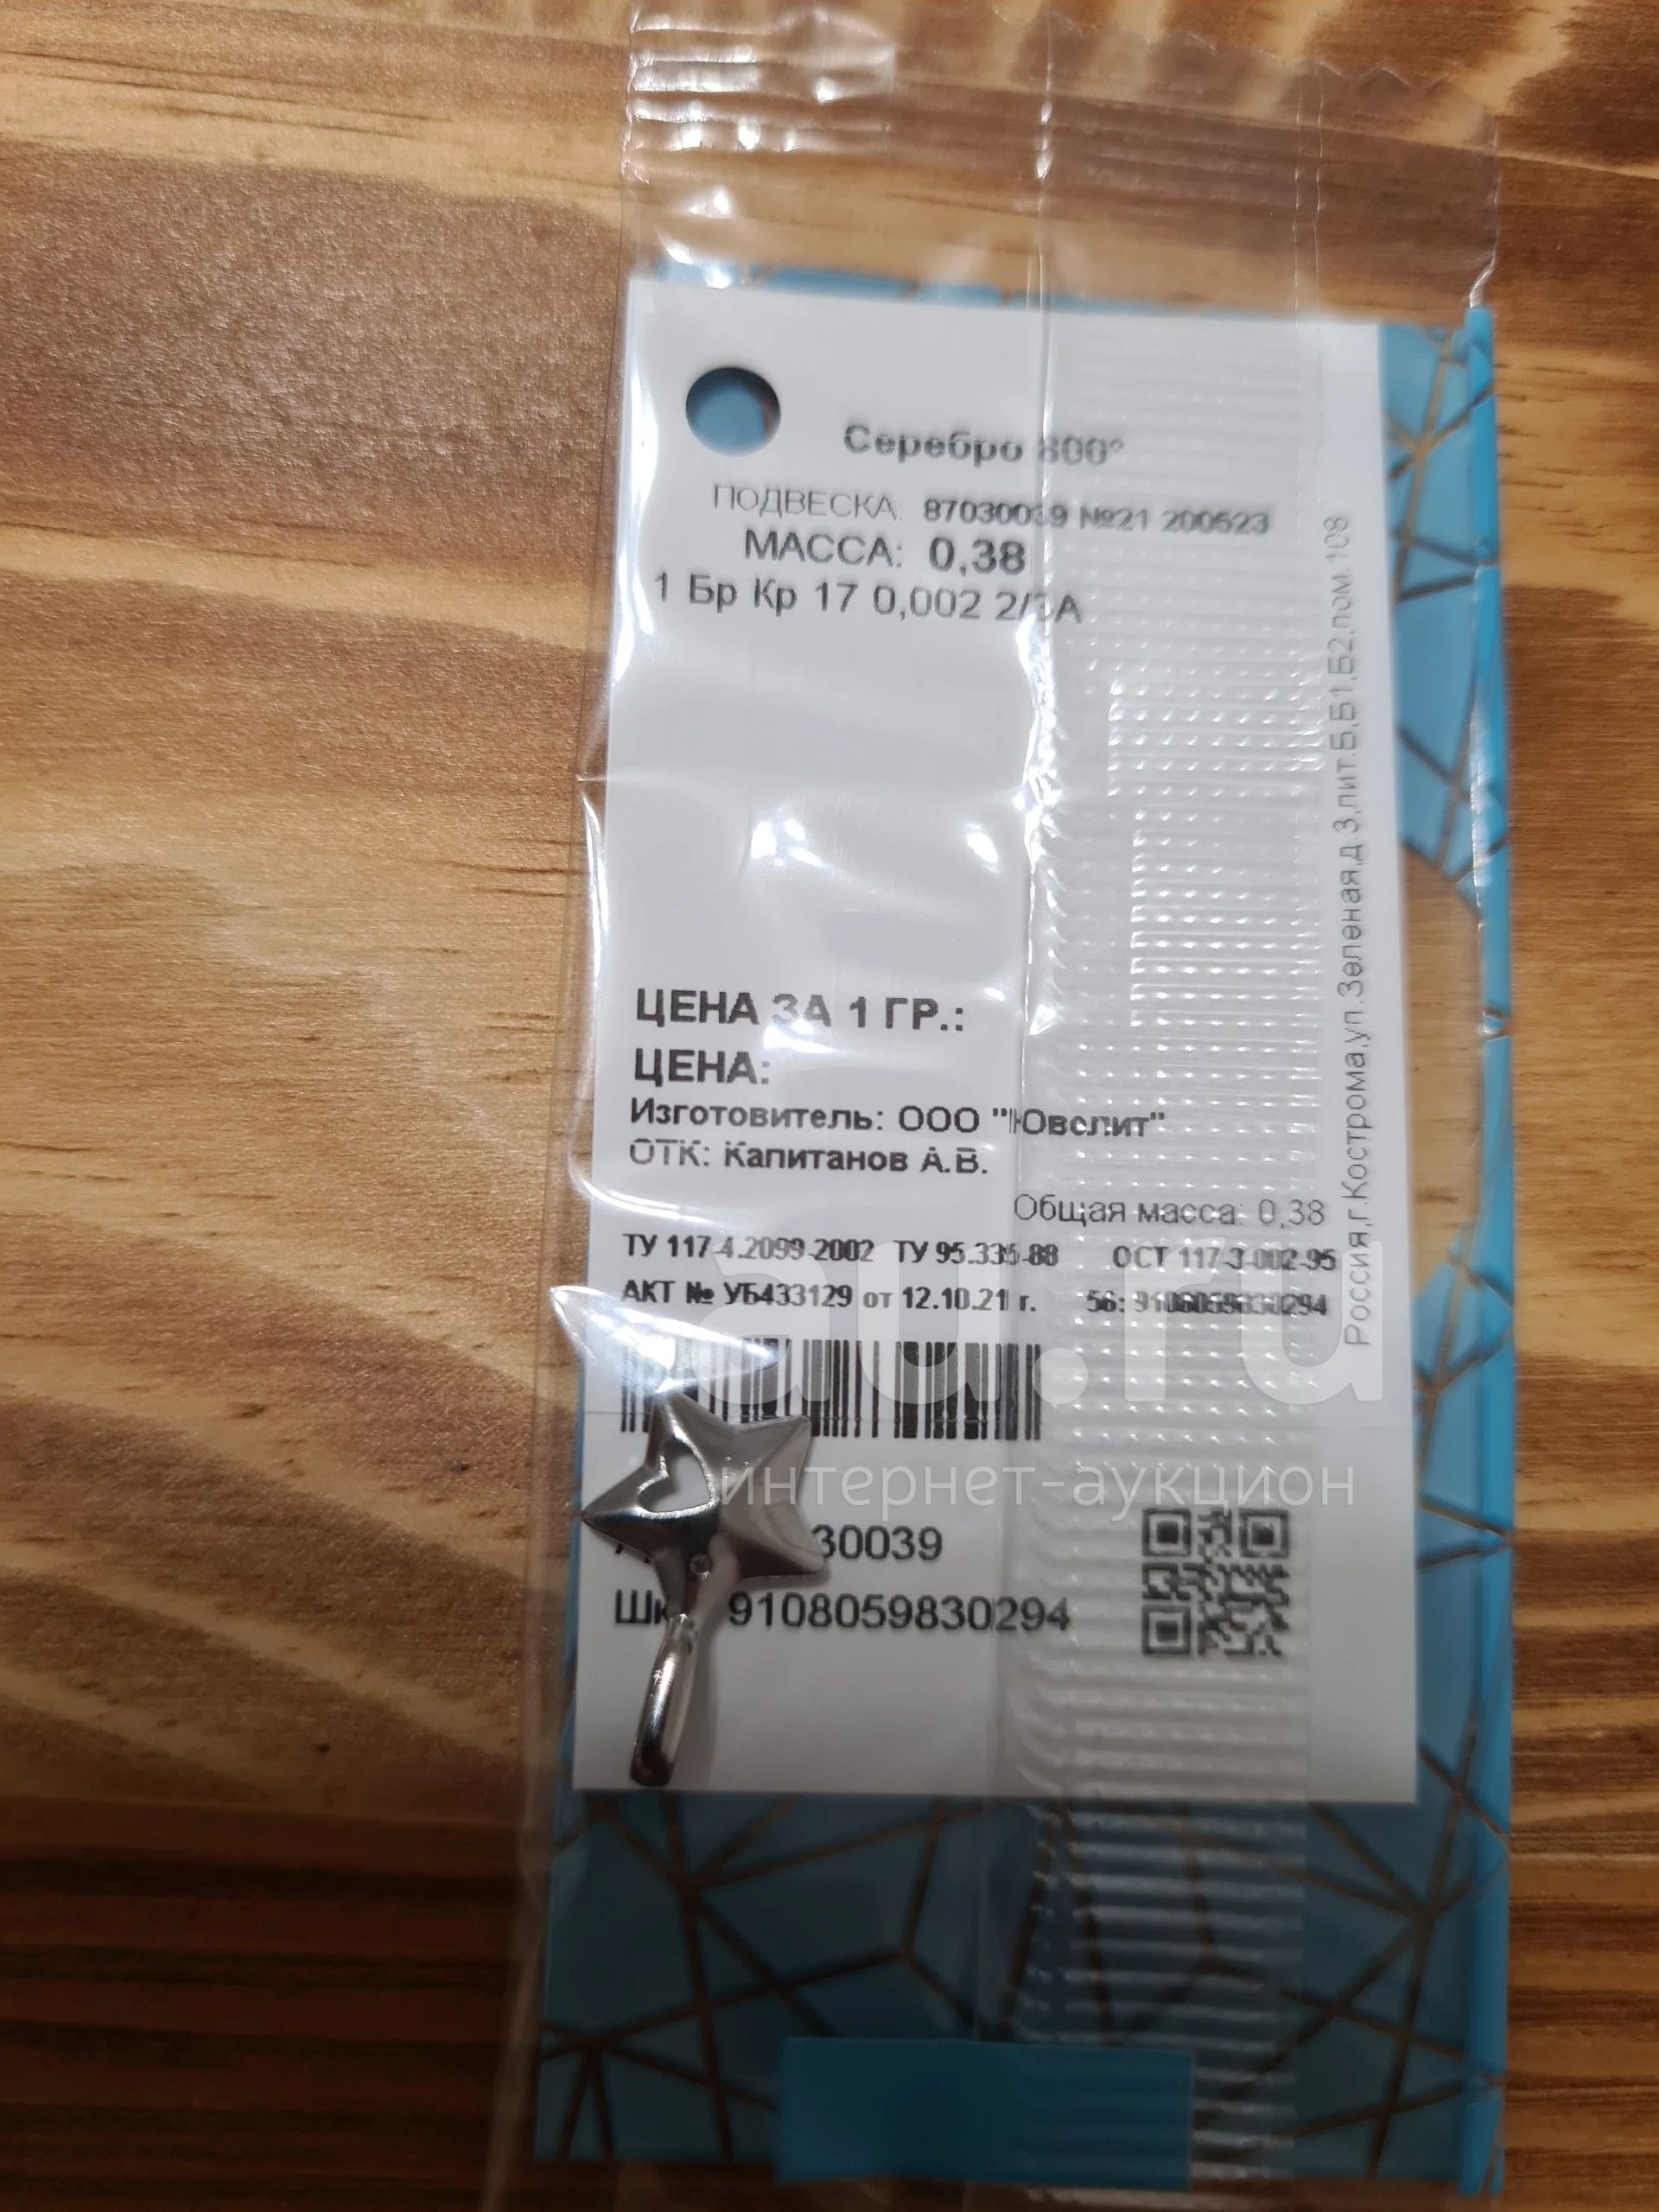 Серебро 800°
ПОДВЕСКА: 87030039 №21 200523
МАССА: 0,38
1 Бр Кр 17 0,002 2/3А
ЦЕНА ЗА 1 ГР.:
ЦЕНА:
Изготовитель: ООО "Ювелит"
ОТК: Капитанов А.В.
Общая масса: 0,38
ТУ 117-4.2099-2002 ТУ 95.335-88 ОСТ 117-3-002-95
АКТ № УБ433129 от 12.10.21 г.
30039
9108059830294
Россия,г.Кострома,ул.Зеленая,д 3,лит.Б,Б1,Б2,пом.108
au.ru
интернет-аукцион